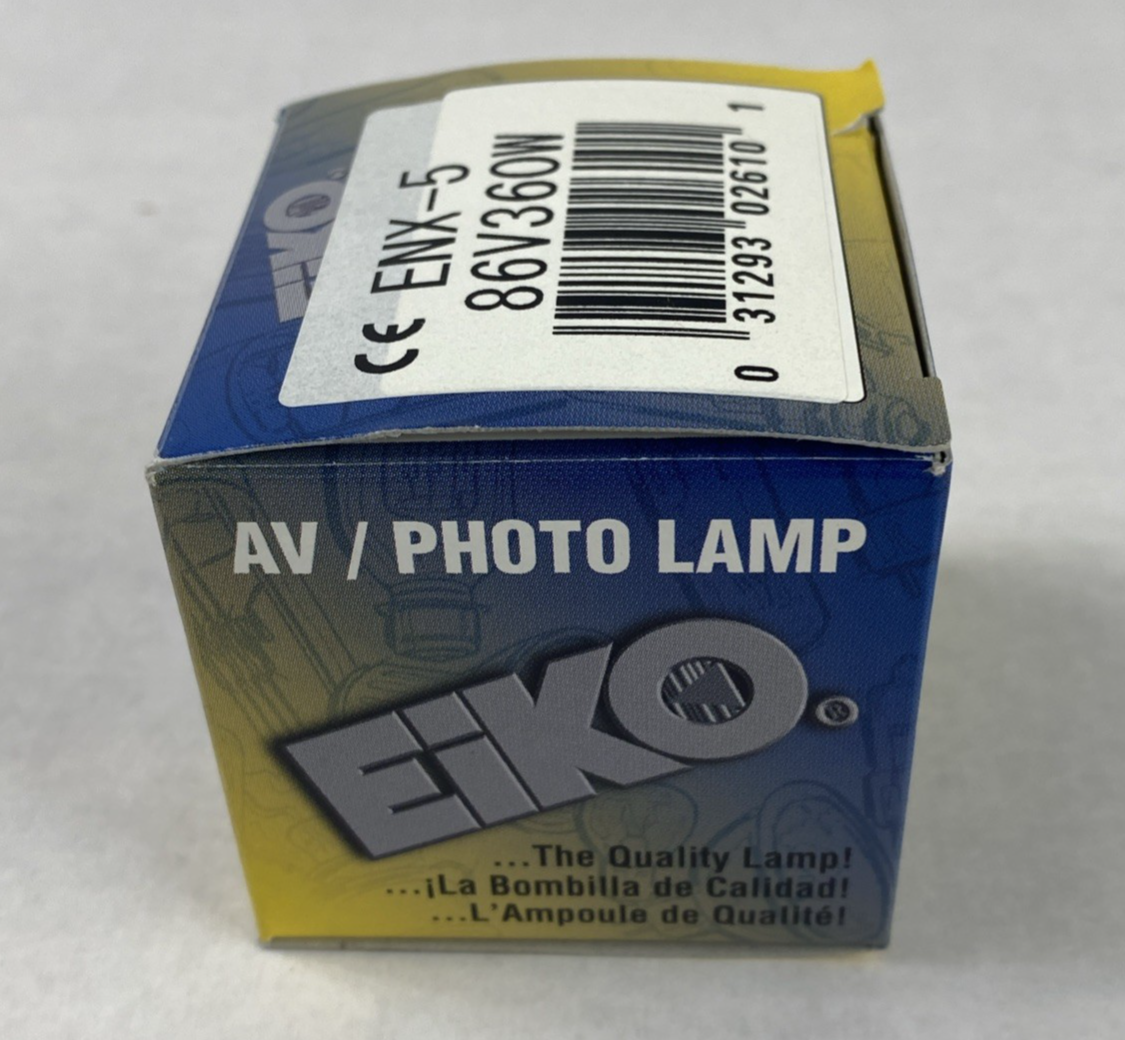 EiKO
CE ENX-5
86V360W
0 31293 02610 1
AV / PHOTO LAMP
EiKO®
...The Quality Lamp!
...¡La Bombilla de Calidad!
...L'Ampoule de Qualité!